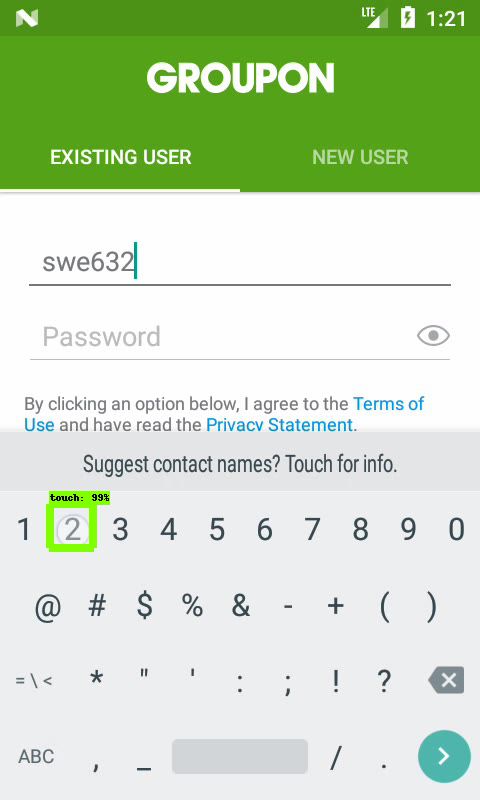 LTE 1:21
GROUPON
EXISTING USER NEW USER
swe632
Password
By clicking an option below, I agree to the Terms of
Use and have read the Privacy Statement.
Suggest contact names? Touch for info.
touch: 99%
1 2 3 4 5 6 7 8 9 0
@ # $ % & - + ( )
= \ < * " ' : ; ! ?
ABC , _ / .